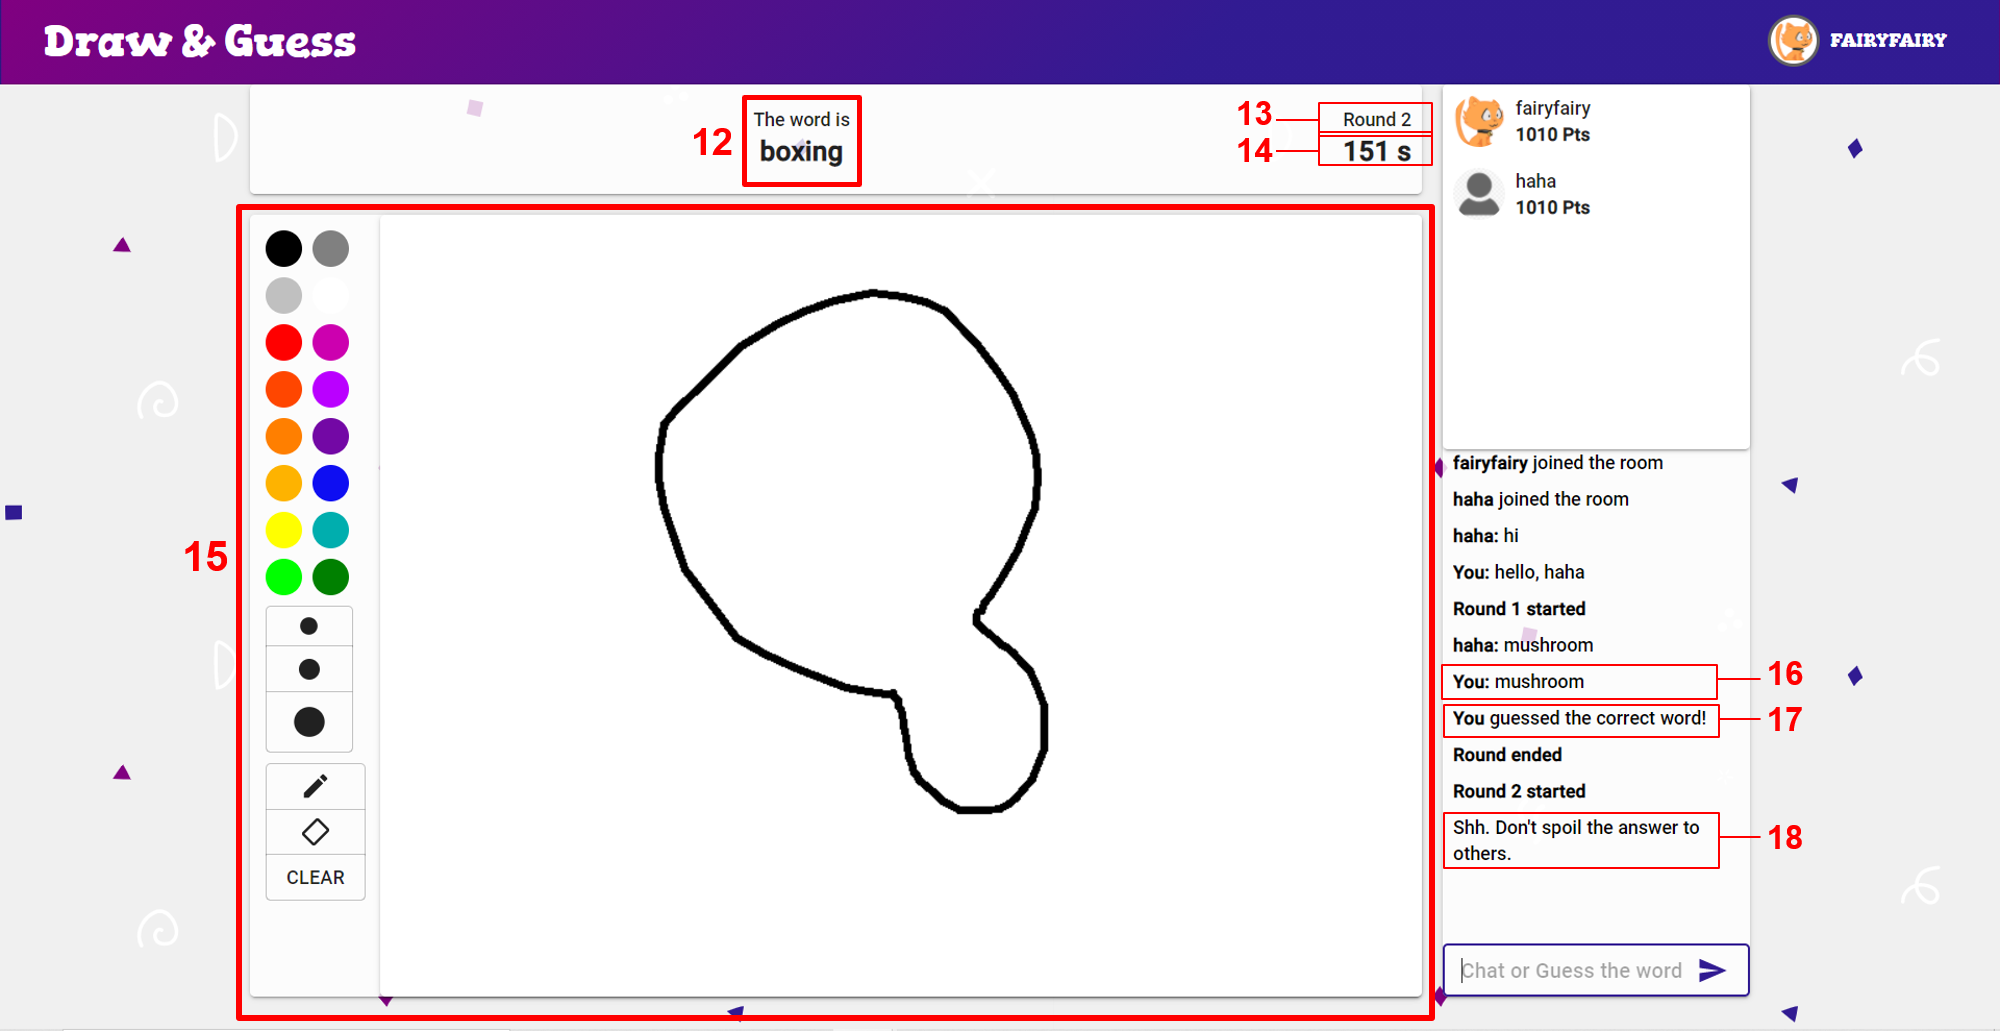 Draw & Guess
FAIRYFAIRY
The word is
boxing
12
13
Round 2
14
151 s
fairyfairy
1010 Pts
haha
1010 Pts
15
CLEAR
fairyfairy joined the room
haha joined the room
haha: hi
You: hello, haha
Round 1 started
haha: mushroom
You: mushroom
16
You guessed the correct word!
17
Round ended
Round 2 started
Shh. Don't spoil the answer to
others.
18
Chat or Guess the word